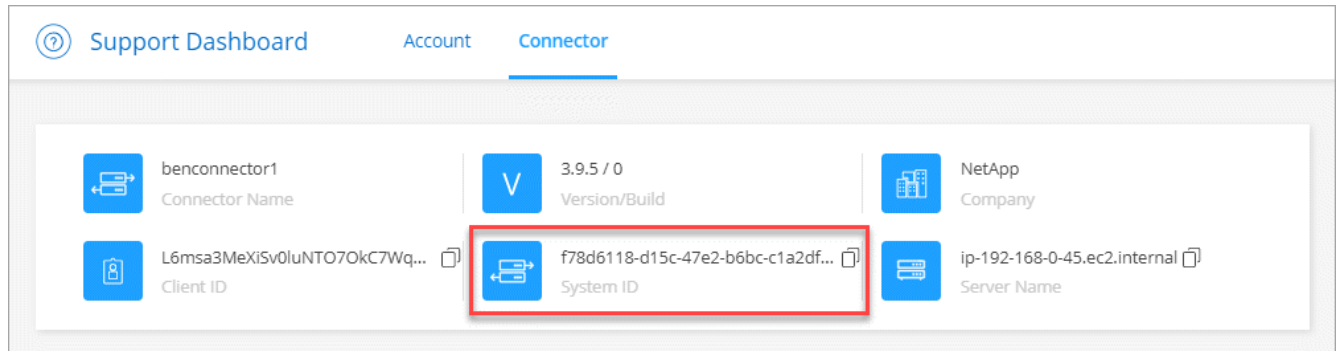 Support Dashboard Account Connector
benconnector1 3.9.5 / 0 NetApp
Connector Name Version/Build Company
L6msa3MeXiSv0luNTO7OkC7Wq... f78d6118-d15c-47e2-b6bc-c1a2df... ip-192-168-0-45.ec2.internal
Client ID System ID Server Name